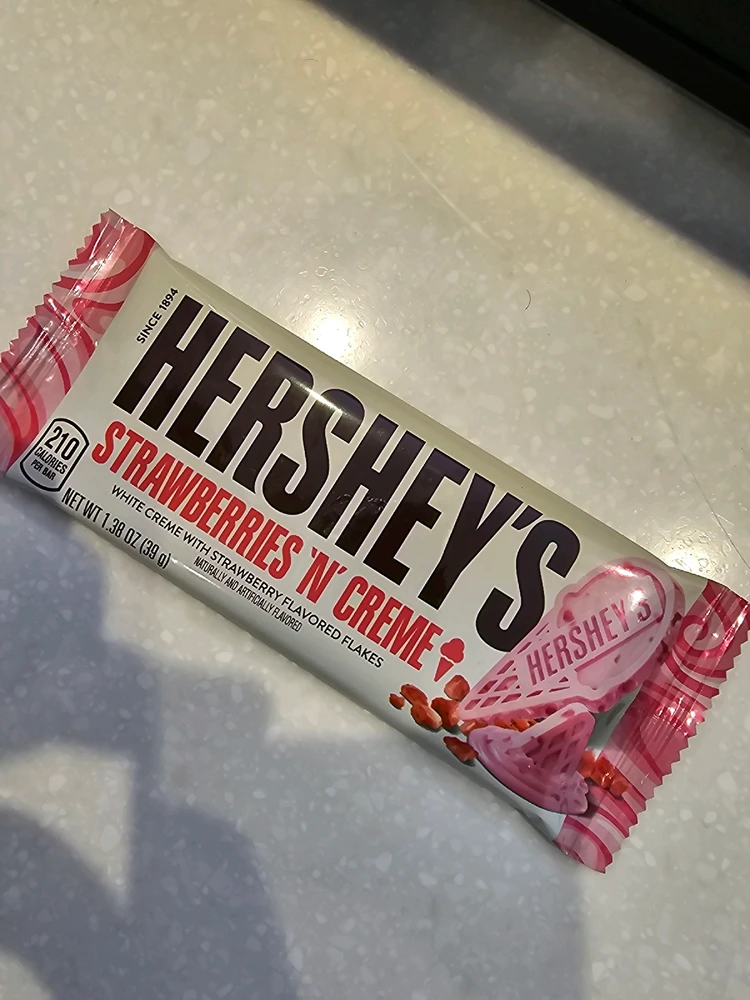 SINCE 1894
HERSHEY'S
STRAWBERRIES 'N' CREME
WHITE CREME WITH STRAWBERRY FLAVORED FLAKES
NATURALLY AND ARTIFICIALLY FLAVORED
210
CALORIES
PER BAR
NET WT 1.38 OZ (39 g)
HERSHEY'S